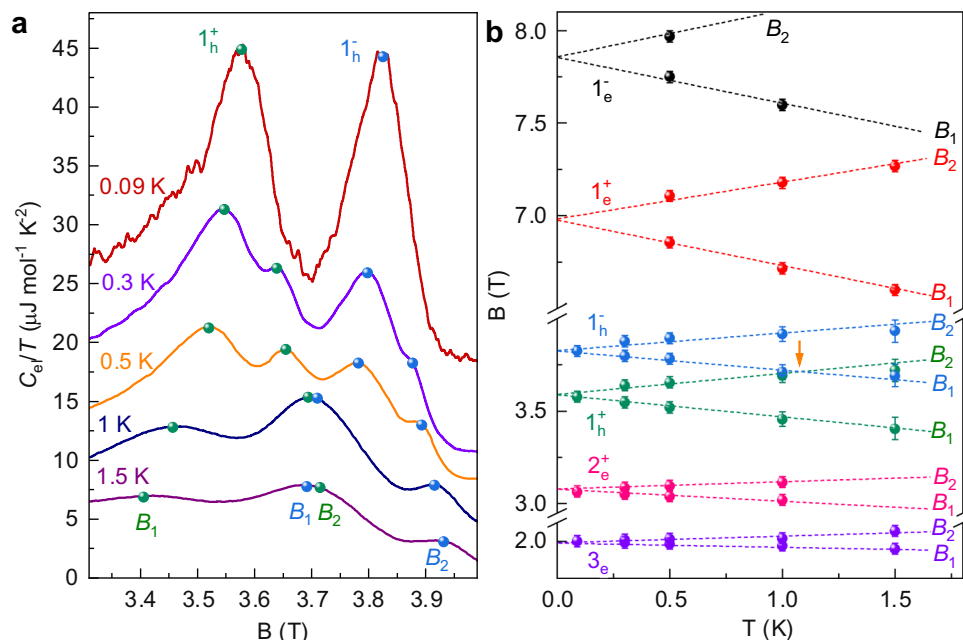 a
1h+ 1h-
45
40
35
30
25
20
15
10
5
0
Cel/T (μJ mol-1 K-2)
0.09 K
0.3 K
0.5 K
1 K
1.5 K
B1
B1 B2
B2
3.4 3.5 3.6 3.7 3.8 3.9
B (T)
b
8.0
7.5
7.0
3.5
3.0
2.0
B (T)
B2
1e-
B1
B2
1e+
B1
1h-
B2
B2
B1
1h+
B1
2e+
B2
B1
B2
3e
B1
0.0 0.5 1.0 1.5
T (K)